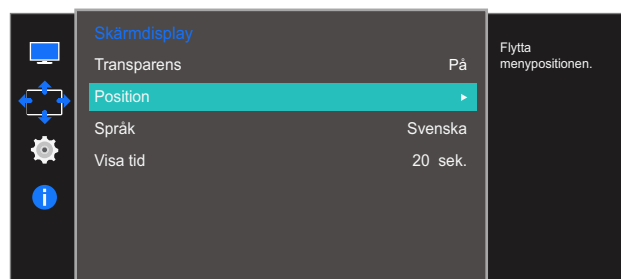 Skärmdisplay
Transparens På
Position
Språk Svenska
Visa tid 20 sek.
Flytta
menypositionen.